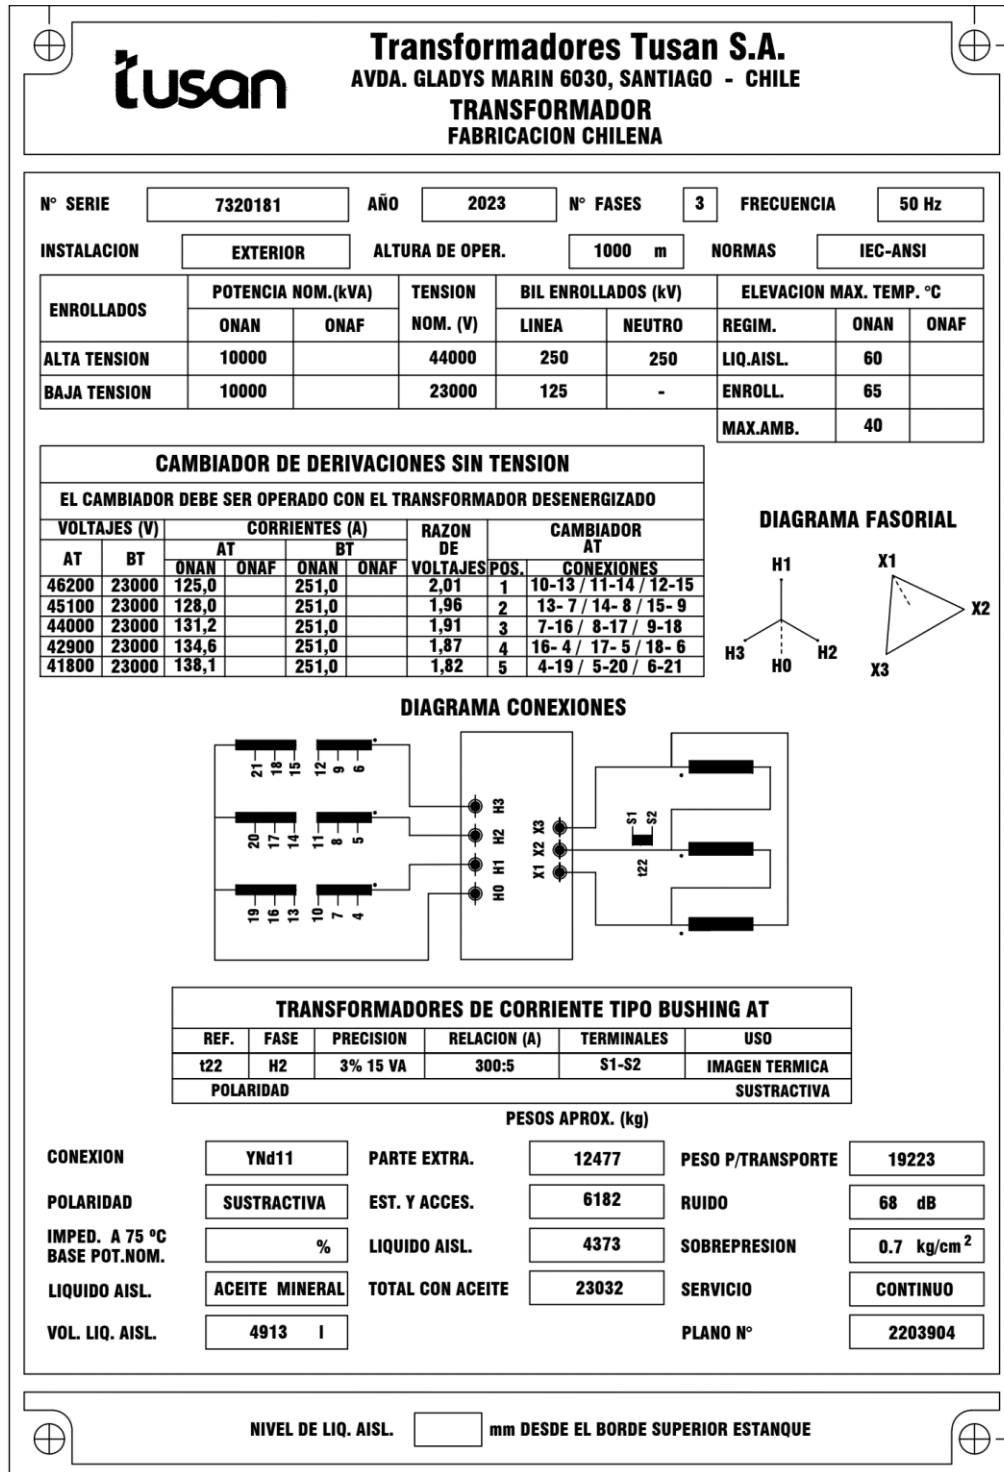 tusan
Transformadores Tusan S.A.
AVDA. GLADYS MARIN 6030, SANTIAGO - CHILE
TRANSFORMADOR
FABRICACION CHILENA
N° SERIE 7320181 AÑO 2023 N° FASES 3 FRECUENCIA 50 Hz
INSTALACION EXTERIOR ALTURA DE OPER. 1000 m NORMAS IEC-ANSI
ENROLLADOS POTENCIA NOM.(kVA) TENSION NOM. (V) BIL ENROLLADOS (kV) ELEVACION MAX. TEMP. °C
ONAN ONAF LINEA NEUTRO REGIM. ONAN ONAF
ALTA TENSION 10000 44000 250 250 LIQ.AISL. 60
BAJA TENSION 10000 23000 125 - ENROLL. 65
MAX.AMB. 40
CAMBIADOR DE DERIVACIONES SIN TENSION
EL CAMBIADOR DEBE SER OPERADO CON EL TRANSFORMADOR DESENERGIZADO
VOLTAJES (V) CORRIENTES (A) RAZON DE VOLTAJES CAMBIADOR AT
AT BT AT BT
ONAN ONAF ONAN ONAF POS. CONEXIONES
46200 23000 125,0 251,0 2,01 1 10-13 / 11-14 / 12-15
45100 23000 128,0 251,0 1,96 2 13- 7 / 14- 8 / 15- 9
44000 23000 131,2 251,0 1,91 3 7-16 / 8-17 / 9-18
42900 23000 134,6 251,0 1,87 4 16- 4 / 17- 5 / 18- 6
41800 23000 138,1 251,0 1,82 5 4-19 / 5-20 / 6-21
DIAGRAMA FASORIAL
H1 X1
X2
H3 H0 H2 X3
DIAGRAMA CONEXIONES
21 18 15 12 9 6
20 17 14 11 8 5
19 16 13 10 7 4
H3
H2
H1
H0
X3
X2
X1
S1 S2
t22
TRANSFORMADORES DE CORRIENTE TIPO BUSHING AT
REF. FASE PRECISION RELACION (A) TERMINALES USO
t22 H2 3% 15 VA 300:5 S1-S2 IMAGEN TERMICA
POLARIDAD SUSTRACTIVA
PESOS APROX. (kg)
CONEXION YNd11 PARTE EXTRA. 12477 PESO P/TRANSPORTE 19223
POLARIDAD SUSTRACTIVA EST. Y ACCES. 6182 RUIDO 68 dB
IMPED. A 75 ºC BASE POT.NOM. % LIQUIDO AISL. 4373 SOBREPRESION 0.7 kg/cm²
LIQUIDO AISL. ACEITE MINERAL TOTAL CON ACEITE 23032 SERVICIO CONTINUO
VOL. LIQ. AISL. 4913 l PLANO N° 2203904
NIVEL DE LIQ. AISL. mm DESDE EL BORDE SUPERIOR ESTANQUE